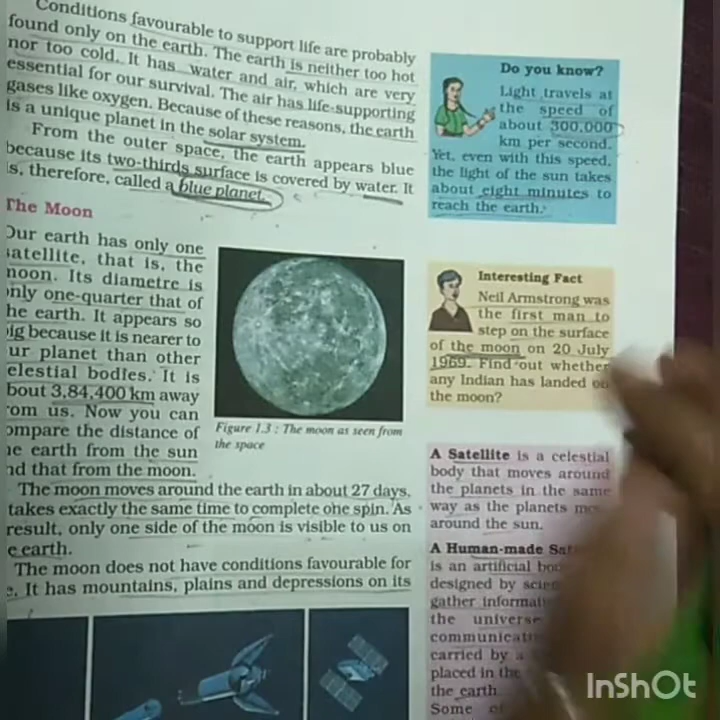 Conditions favourable to support life are probably
found only on the earth. The earth is neither too hot
nor too cold. It has water and air, which are very
essential for our survival. The air has life-supporting
gases like oxygen. Because of these reasons, the earth
is a unique planet in the solar system.
From the outer space, the earth appears blue
because its two-thirds surface is covered by water. It
is, therefore, called a blue planet.
The Moon
Our earth has only one
satellite, that is, the
moon. Its diametre is
only one-quarter that of
he earth. It appears so
big because it is nearer to
ur planet than other
elestial bodies. It is
bout 3,84,400 km away
rom us. Now you can
ompare the distance of
he earth from the sun
nd that from the moon.
Figure 1.3 : The moon as seen from
the space
The moon moves around the earth in about 27 days.
takes exactly the same time to complete one spin. As
result, only one side of the moon is visible to us on
e earth.
The moon does not have conditions favourable for
e. It has mountains, plains and depressions on its
Do you know?
Light travels at
the speed of
about 300,000
km per second.
Yet, even with this speed,
the light of the sun takes
about eight minutes to
reach the earth.
Interesting Fact
Neil Armstrong was
the first man to
step on the surface
of the moon on 20 July
1969. Find out whether
any Indian has landed on
the moon?
A Satellite is a celestial
body that moves around
the planets in the same
way as the planets
around the sun.
A Human-made
is an artificial
designed by
gather
the universe
carried by a
placed in the
the earth
Some
InShOt